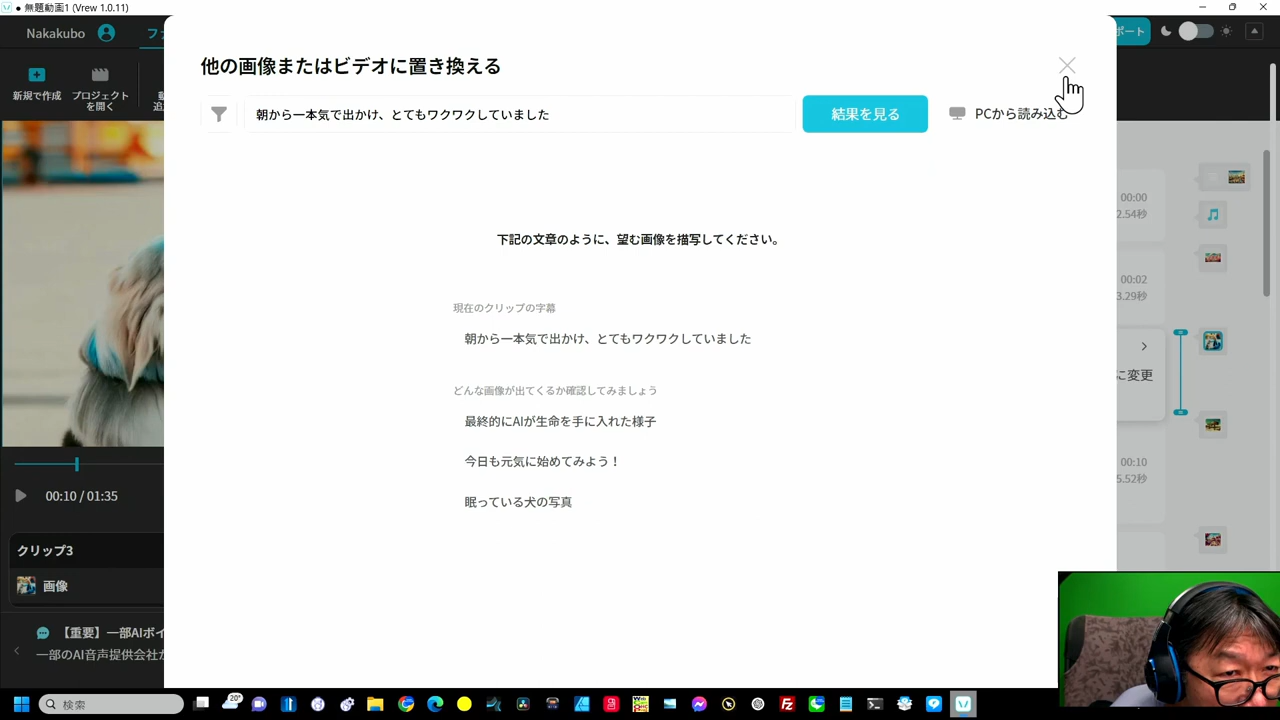 ● 無題動画1 (Vrew 1.0.11)
Nakakubo
新規で作成
プロジェクト
を開く
他の画像またはビデオに置き換える
朝から一本気で出かけ、とてもワクワクしていました
結果を見る
PCから読み込む
下記の文章のように、望む画像を描写してください。
現在のクリップの字幕
朝から一本気で出かけ、とてもワクワクしていました
どんな画像が出てくるか確認してみましょう
最終的にAIが生命を手に入れた様子
今日も元気に始めてみよう！
眠っている犬の写真
ポート
00:00
2.54秒
00:02
3.29秒
に変更
00:10
5.52秒
00:10 / 01:35
クリップ3
画像
【重要】一部AIボイ
一部のAI音声提供会社が
検索
20°